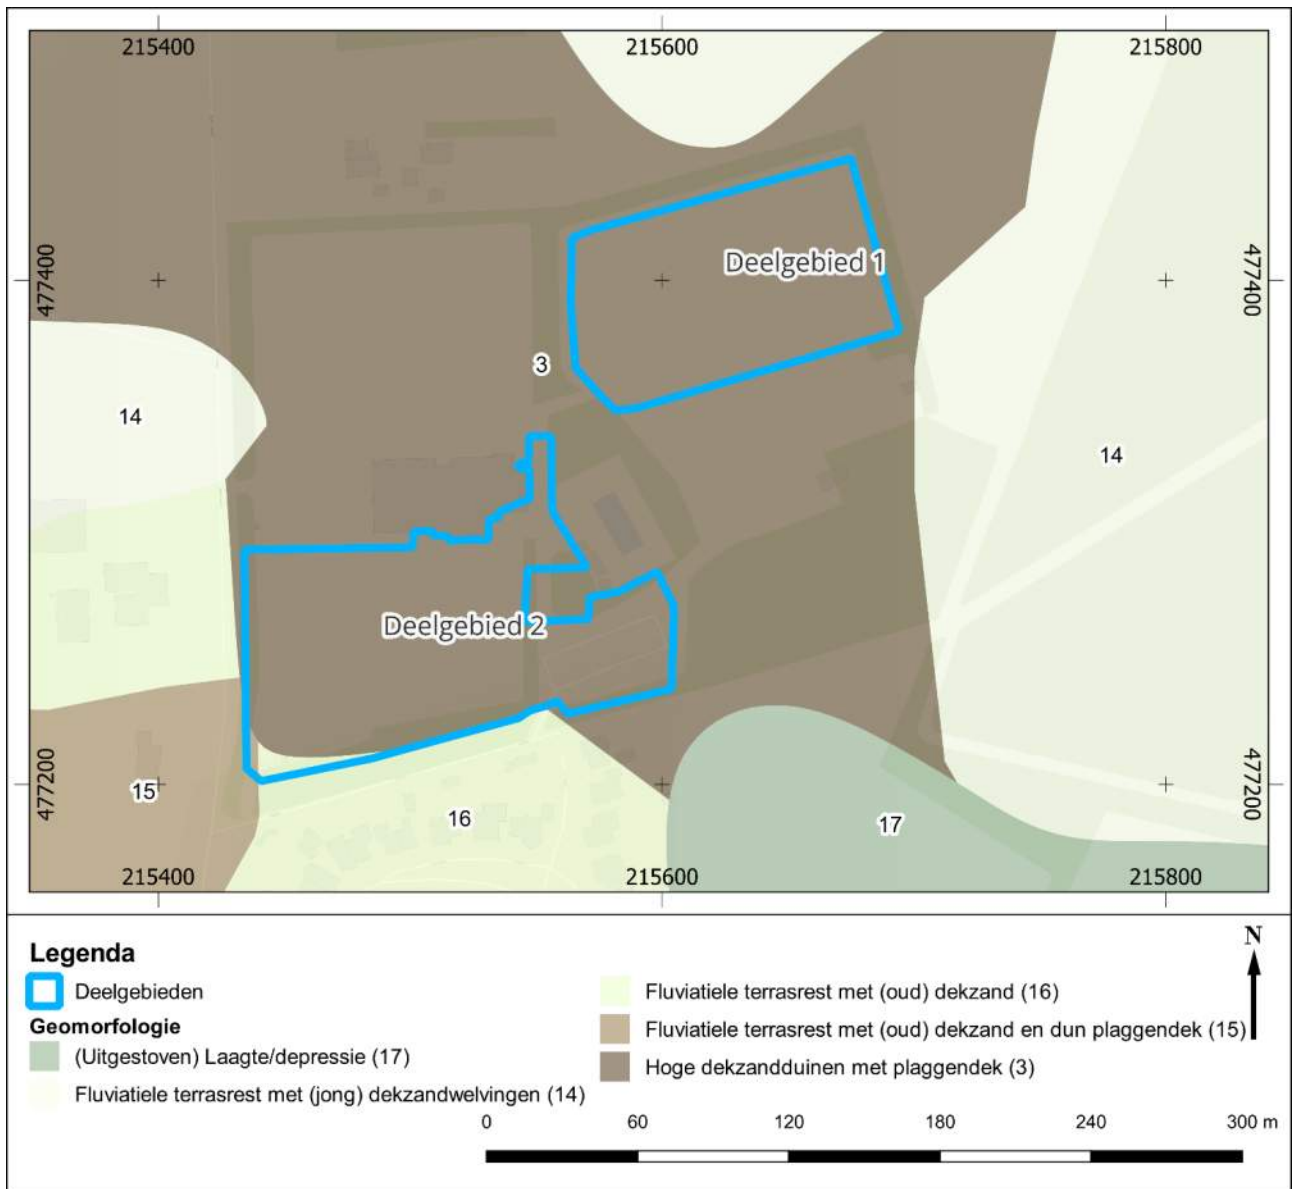 215400 215600 215800
Deelgebied 1
477400 477400
3
14
14
Deelgebied 2
477200 477200
15
16
17
215400 215600 215800
Legenda
Deelgebieden
Geomorfologie
(Uitgestoven) Laagte/depressie (17)
Fluviatiele terrasrest met (jong) dekzandwelvingen (14)
Fluviatiele terrasrest met (oud) dekzand (16)
Fluviatiele terrasrest met (oud) dekzand en dun plaggendek (15)
Hoge dekzandduinen met plaggendek (3)
N
0 60 120 180 240 300 m